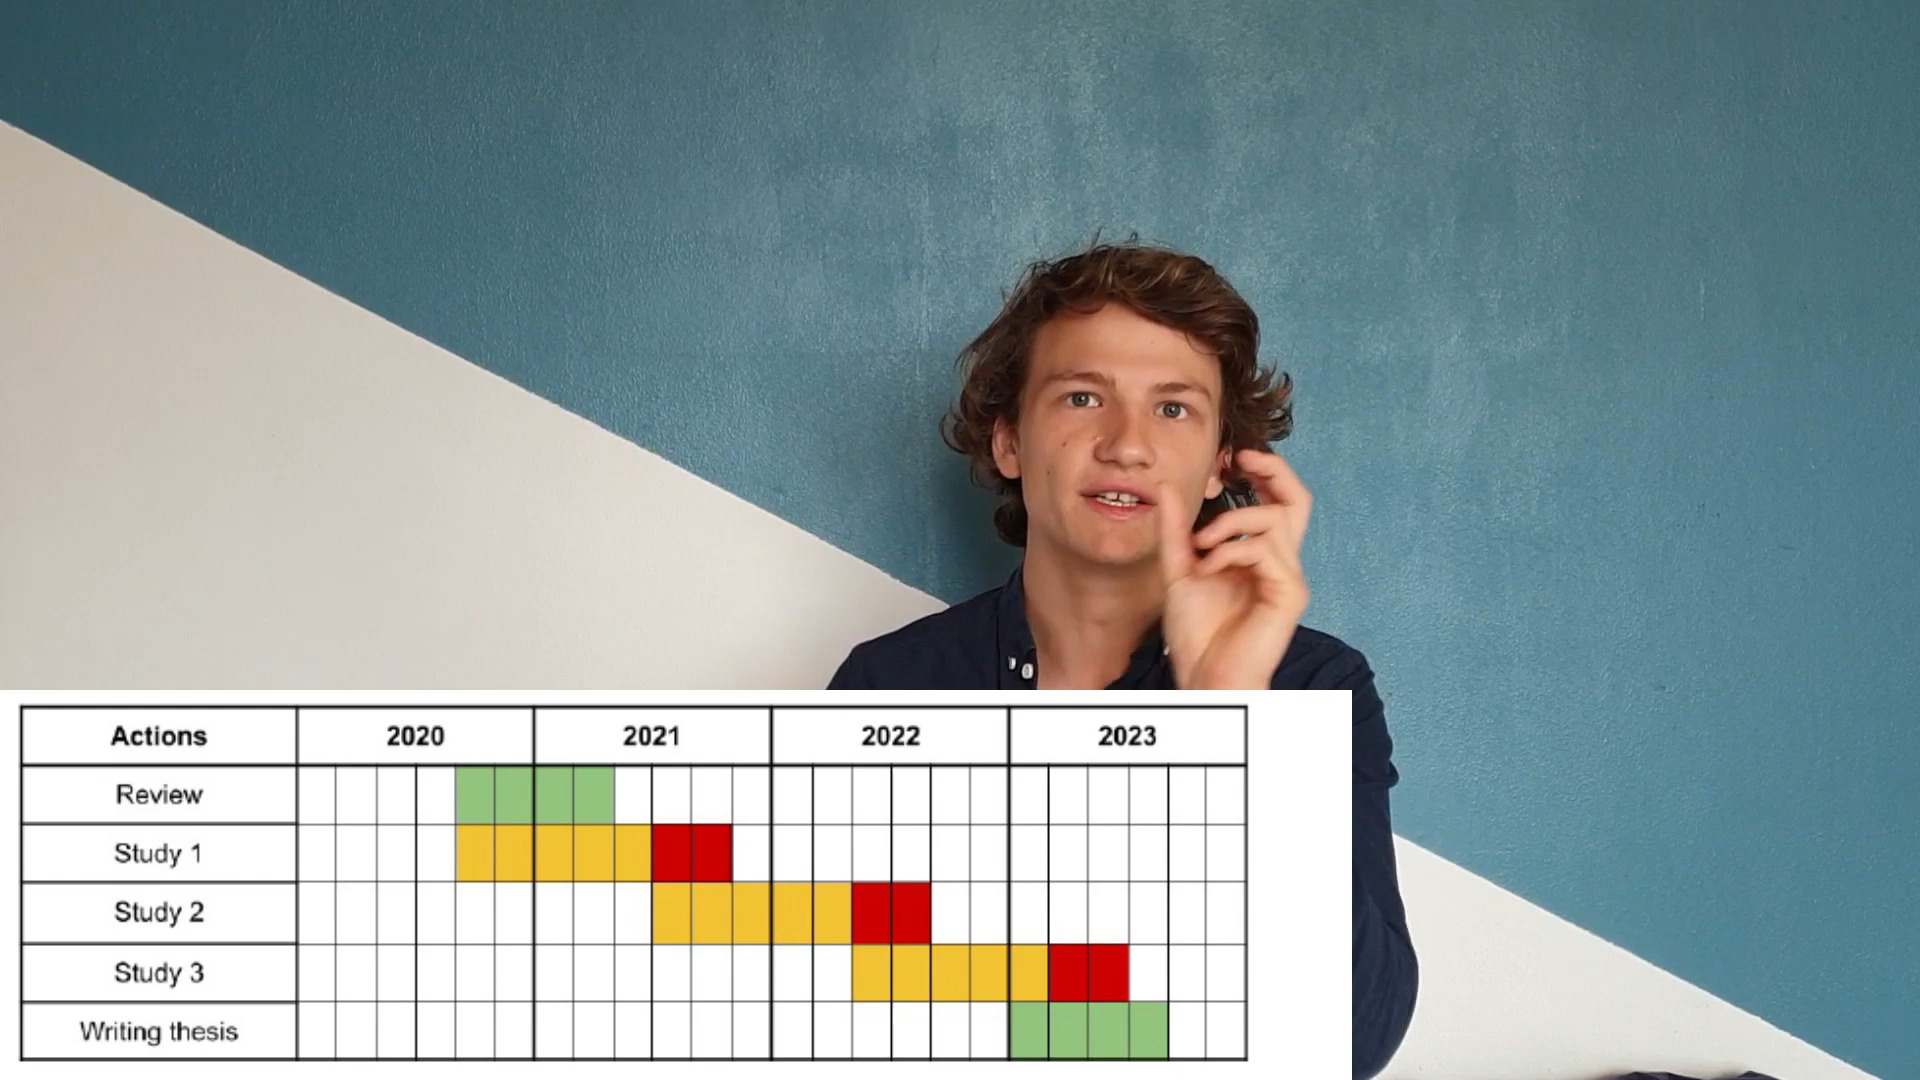 Actions 2020 2021 2022 2023
Review
Study 1
Study 2
Study 3
Writing thesis